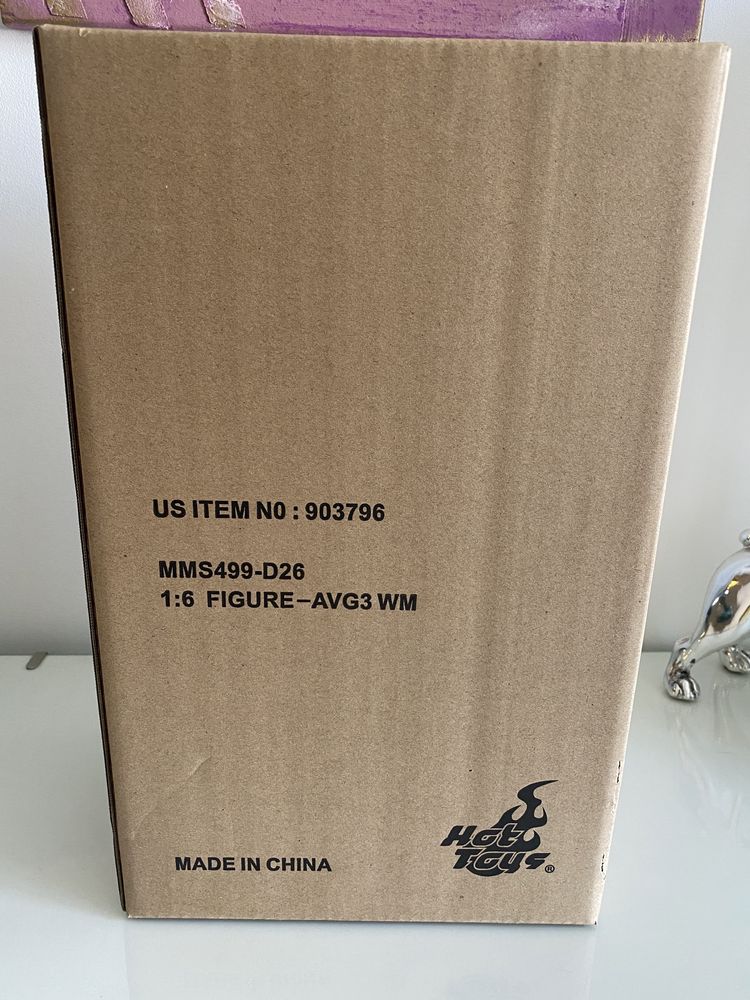 US ITEM N0 : 903796
MMS499-D26
1:6 FIGURE–AVG3 WM
MADE IN CHINA
Hot
Toys®